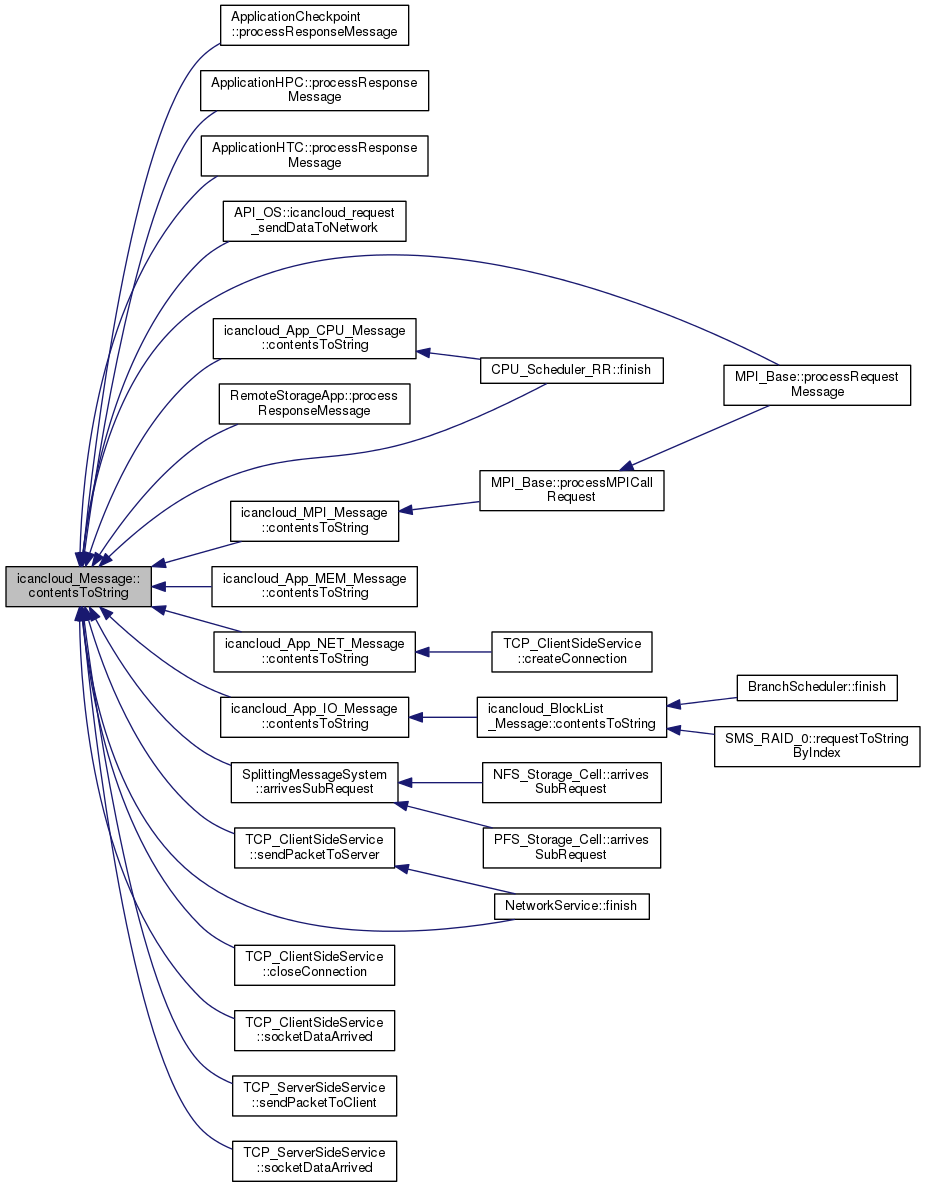 ApplicationCheckpoint
::processResponseMessage
ApplicationHPC::processResponse
Message
ApplicationHTC::processResponse
Message
API_OS::icancloud_request
_sendDataToNetwork
icancloud_App_CPU_Message
::contentsToString
CPU_Scheduler_RR::finish
MPI_Base::processRequest
Message
RemoteStorageApp::process
ResponseMessage
MPI_Base::processMPICall
Request
icancloud_MPI_Message
::contentsToString
icancloud_Message::
contentsToString
icancloud_App_MEM_Message
::contentsToString
icancloud_App_NET_Message
::contentsToString
TCP_ClientSideService
::createConnection
icancloud_App_IO_Message
::contentsToString
icancloud_BlockList
_Message::contentsToString
BranchScheduler::finish
SMS_RAID_0::requestToString
ByIndex
SplittingMessageSystem
::arrivesSubRequest
NFS_Storage_Cell::arrives
SubRequest
PFS_Storage_Cell::arrives
SubRequest
TCP_ClientSideService
::sendPacketToServer
NetworkService::finish
TCP_ClientSideService
::closeConnection
TCP_ClientSideService
::socketDataArrived
TCP_ServerSideService
::sendPacketToClient
TCP_ServerSideService
::socketDataArrived